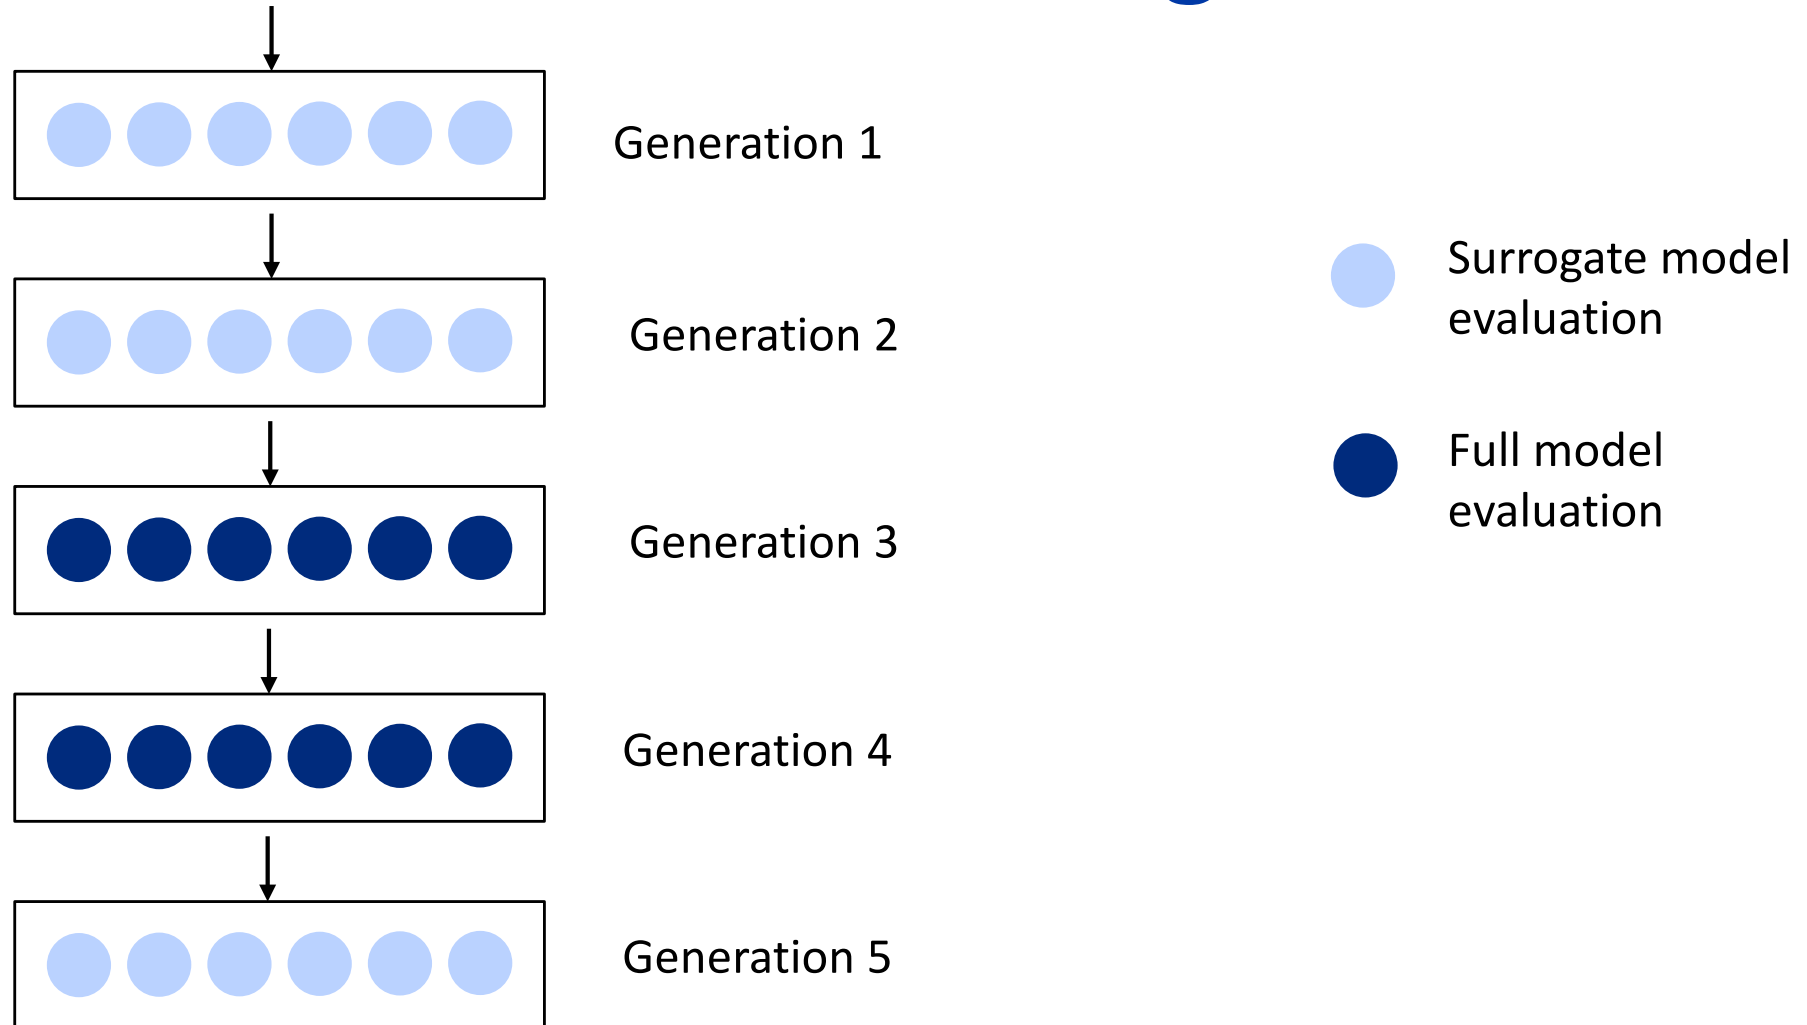 Generation 1
Surrogate model
evaluation
Generation 2
Full model
evaluation
Generation 3
Generation 4
Generation 5